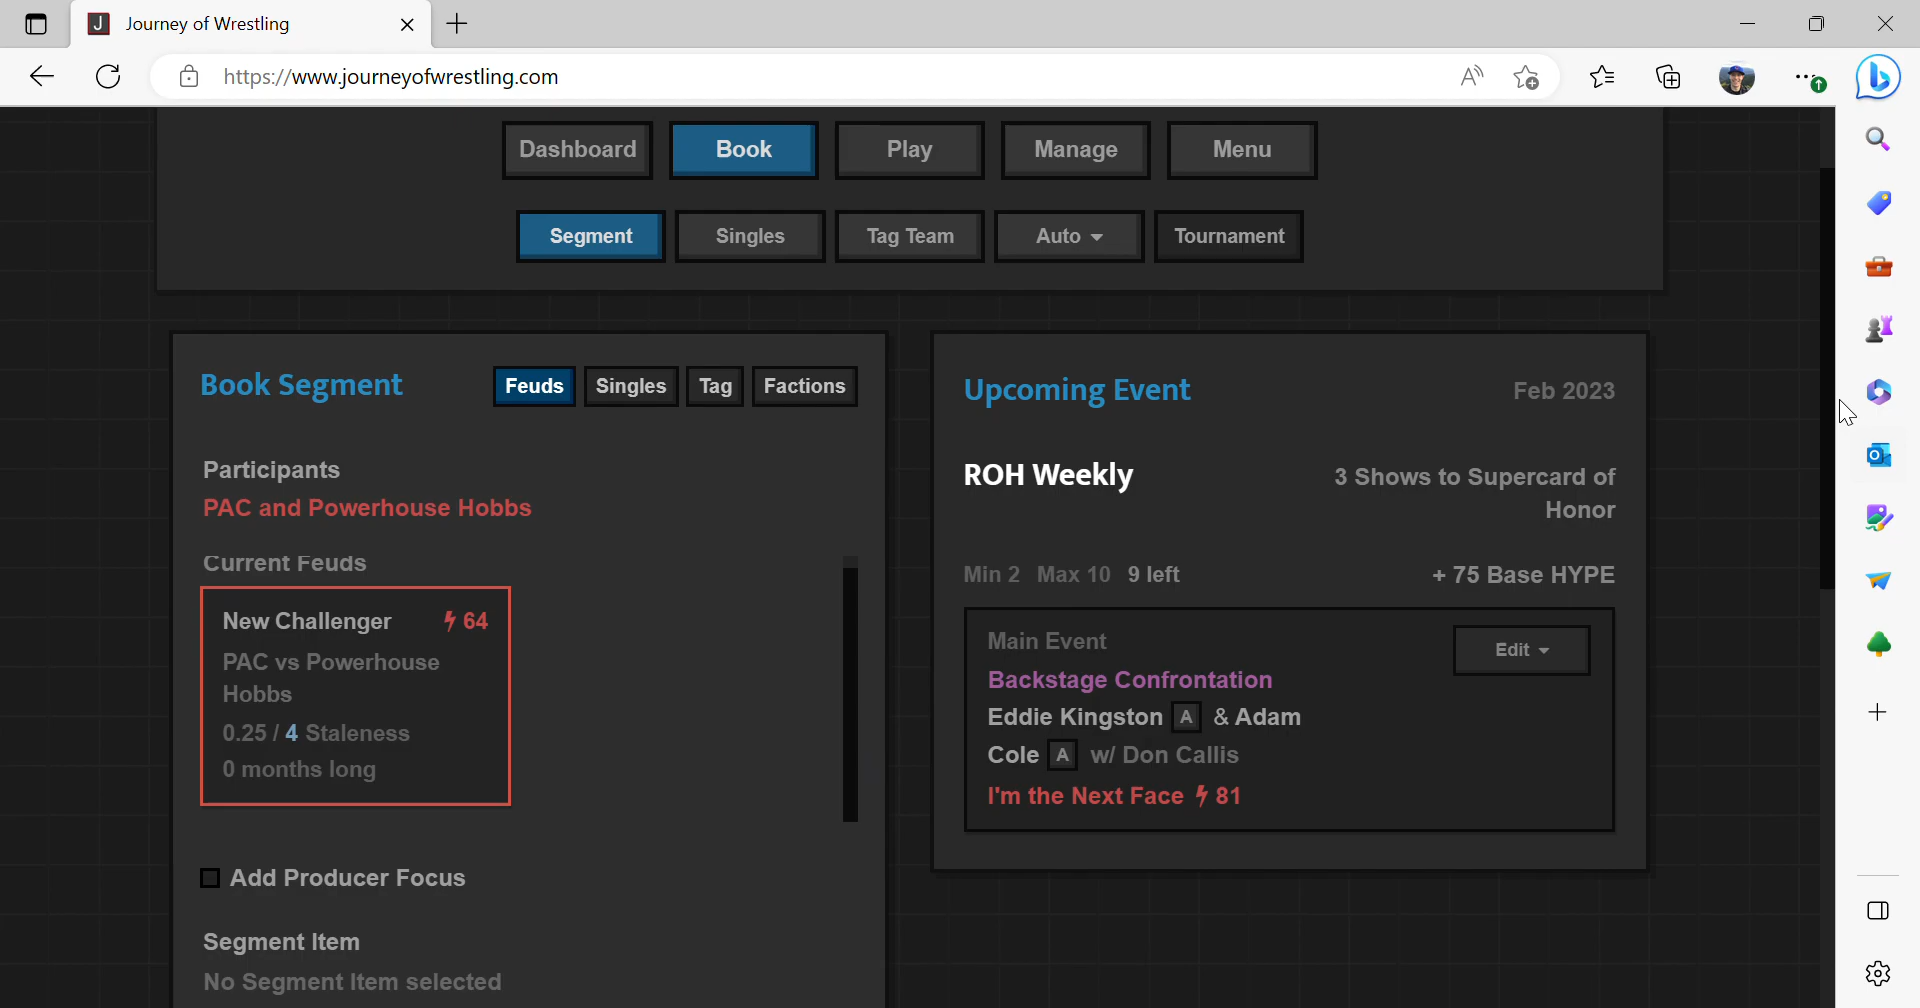 Journey of Wrestling
https://www.journeyofwrestling.com
Dashboard Book Play Manage Menu
Segment Singles Tag Team Auto Tournament
Book Segment
Feuds Singles Tag Factions
Participants
PAC and Powerhouse Hobbs
Current Feuds
New Challenger 64
PAC vs Powerhouse
Hobbs
0.25 / 4 Staleness
0 months long
Add Producer Focus
Segment Item
No Segment Item selected
Upcoming Event Feb 2023
ROH Weekly 3 Shows to Supercard of
Honor
Min 2 Max 10 9 left + 75 Base HYPE
Main Event Edit
Backstage Confrontation
Eddie Kingston A & Adam
Cole A w/ Don Callis
I'm the Next Face 81